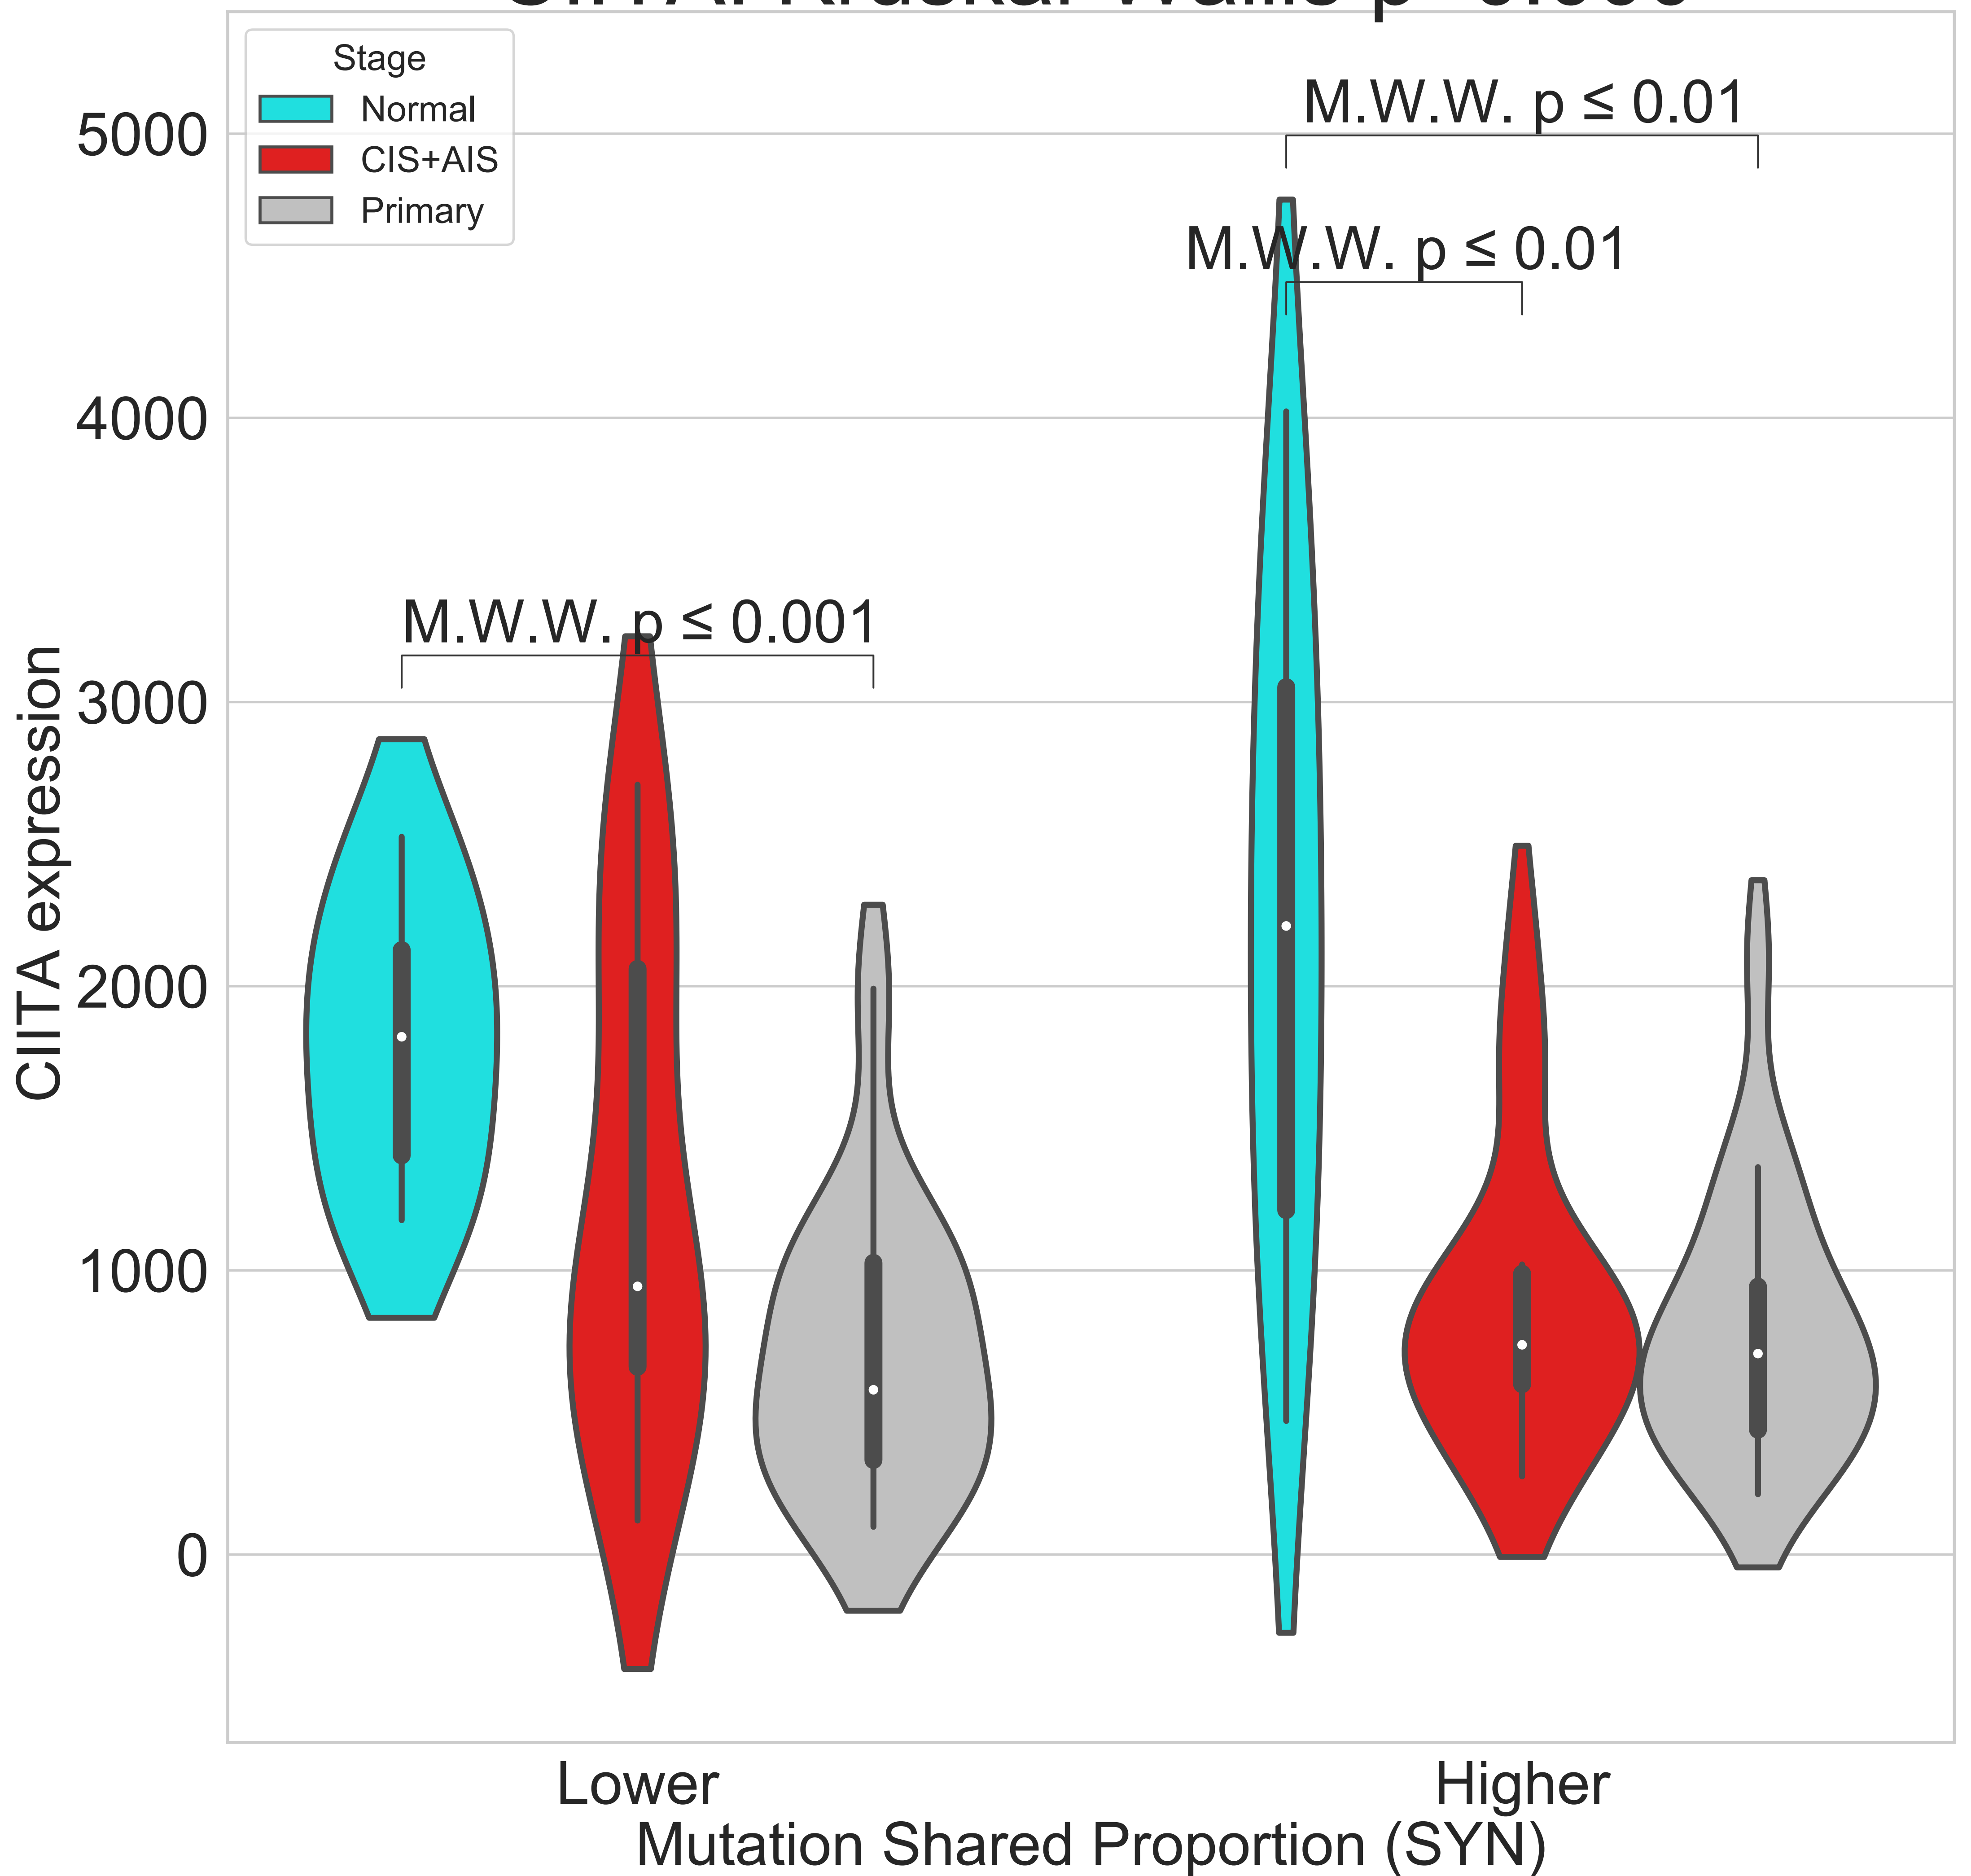 Stage
Normal
CIS+AIS
Primary
M.W.W. p ≤ 0.01
M.W.W. p ≤ 0.01
M.W.W. p ≤ 0.001
5000
4000
3000
2000
1000
0
CIITA expression
Lower
Higher
Mutation Shared Proportion (SYN)